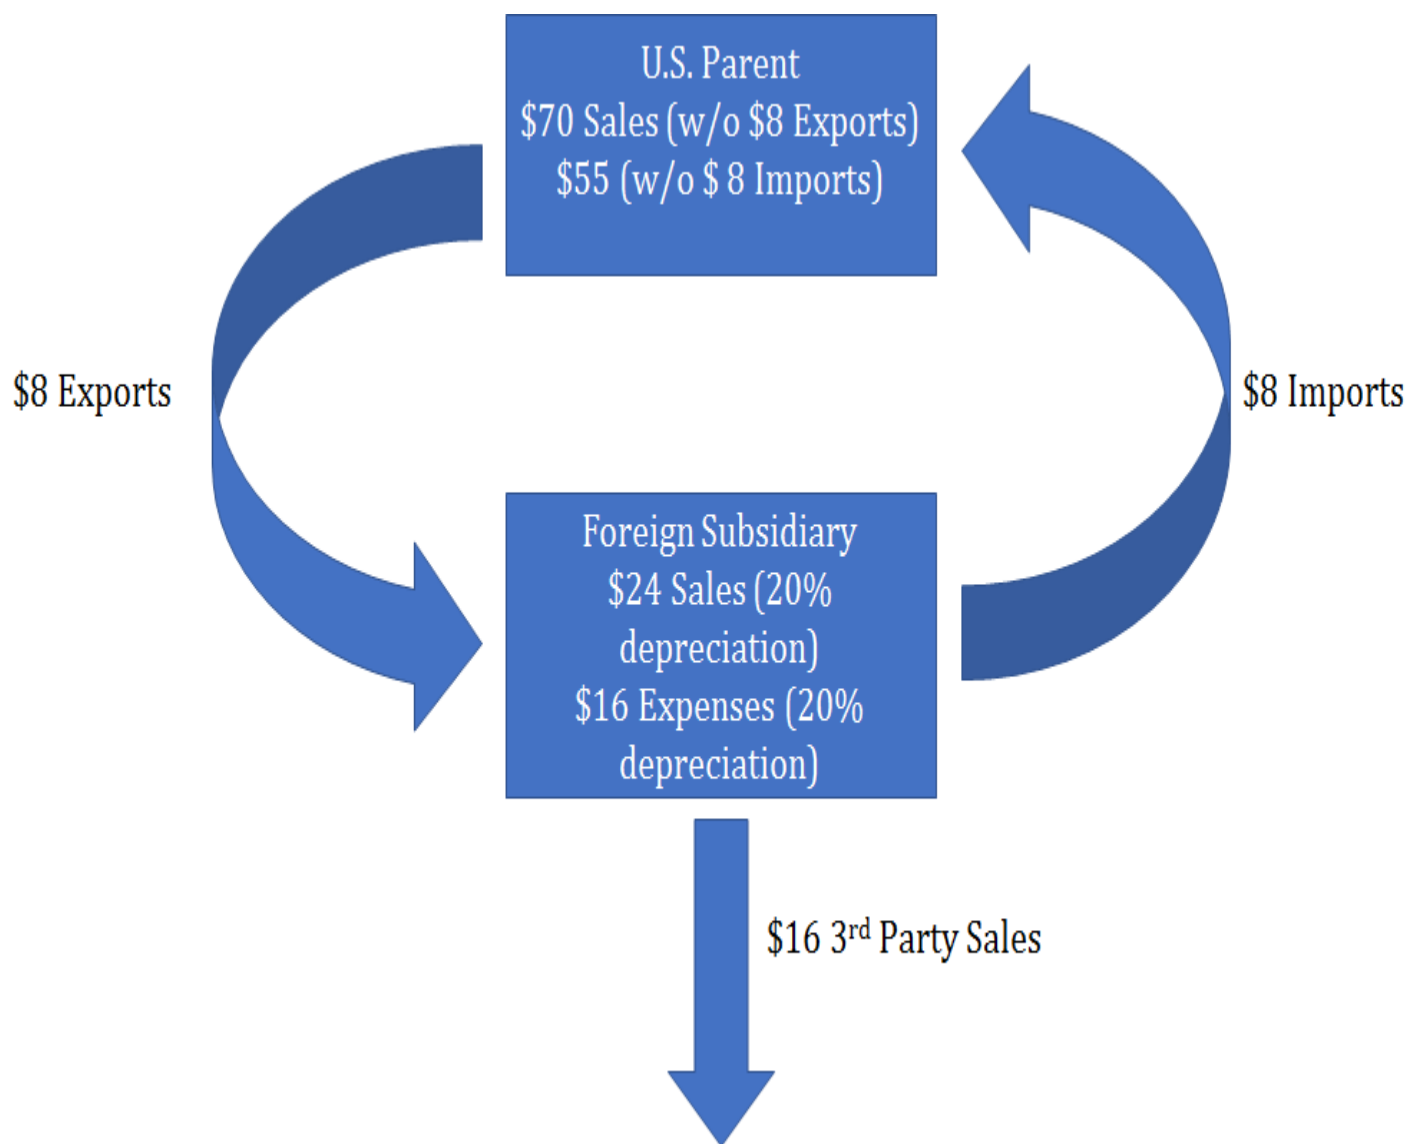 U.S. Parent
$70 Sales (w/o $8 Exports)
$55 (w/o $ 8 Imports)
$8 Exports
$8 Imports
Foreign Subsidiary
$24 Sales (20%
depreciation)
$16 Expenses (20%
depreciation)
$16 3rd Party Sales